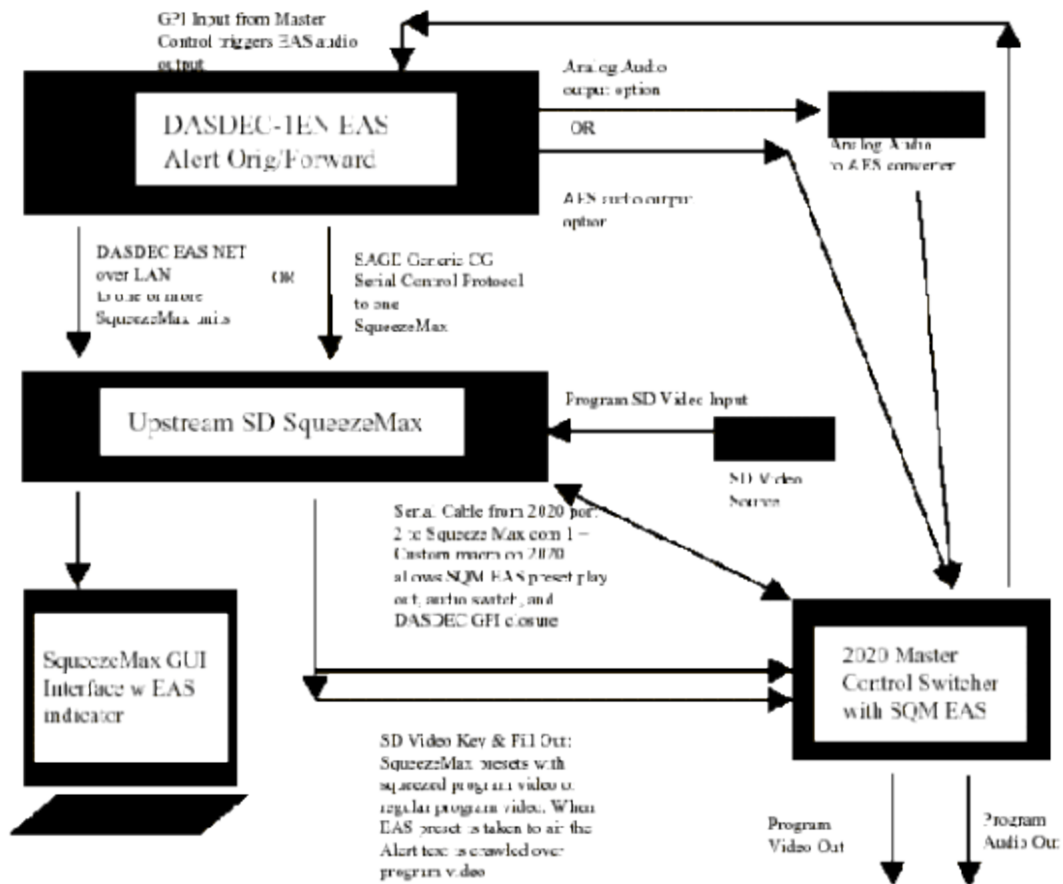 GPI Input from Master
Control triggers EAS audio
output
DASDEC-1EN EAS
Alert Orig/Forward
Analog Audio
output option
OR
AES audio output
option
Analog Audio
to AES converter
DASDEC EAS NET
over LAN
to one or more
SqueezeMax units
OR
SAGE Generic CG
Serial Control Protocol
to one
SqueezeMax
Upstream SD SqueezeMax
Program SD Video Input
SD Video
Source
Serial Cable from 2020 port
2 to Squeeze Max com 1 –
Custom macro on 2020
allows SQM EAS preset play
out, audio switch, and
DASDEC GPI closure
SqueezeMax GUI
Interface w EAS
indicator
2020 Master
Control Switcher
with SQM EAS
SD Video Key & Fill Out:
SqueezeMax presets with
squeezed program video or
regular program video. When
EAS preset is taken to air the
Alert text is crawled over
program video
Program
Video Out
Program
Audio Out